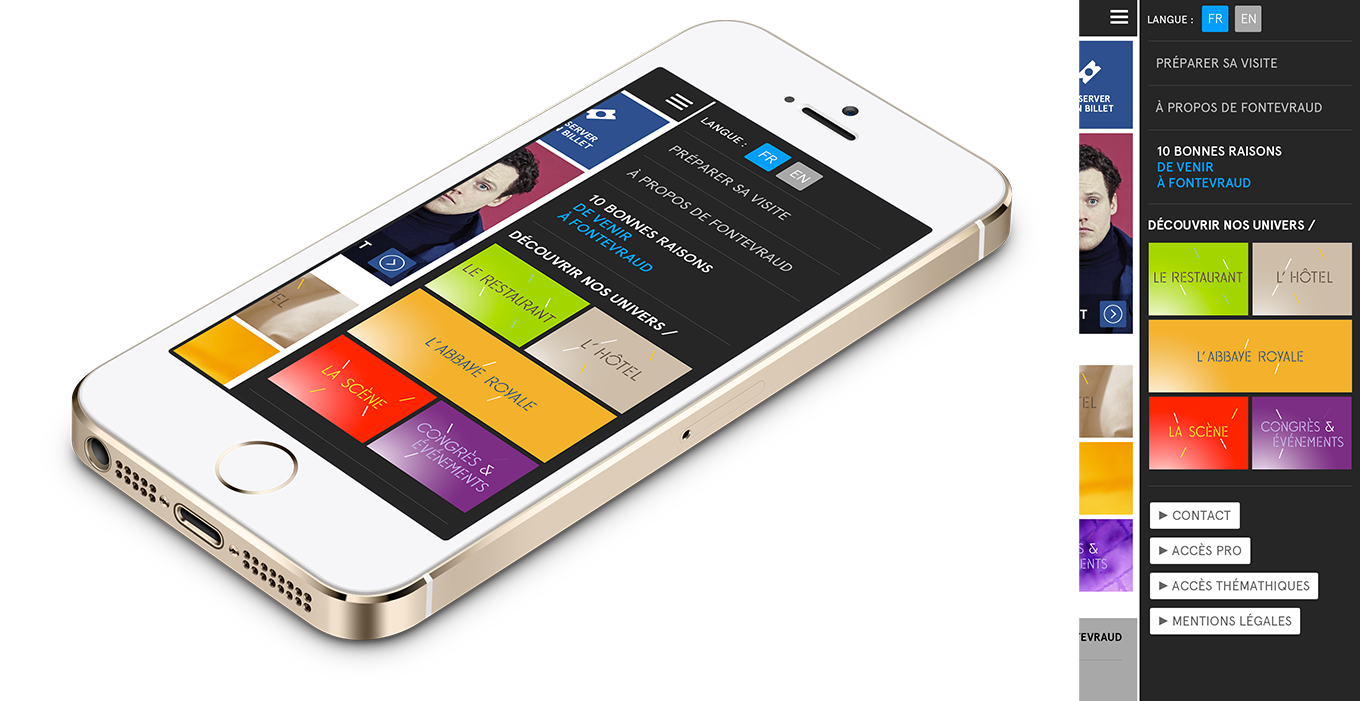 SERVER
N BILLET
T
EL
LANGUE :
FR
EN
PRÉPARER SA VISITE
À PROPOS DE FONTEVRAUD
10 BONNES RAISONS
DE VENIR
À FONTEVRAUD
DÉCOUVRIR NOS UNIVERS /
LE RESTAURANT
L' HÔTEL
L'ABBAYE ROYALE
LA SCÈNE
CONGRÈS &
ÉVÉNEMENTS
SERVER
N BILLET
T
TEL
S &
ENTS
TEVRAUD
LANGUE :
FR
EN
PRÉPARER SA VISITE
À PROPOS DE FONTEVRAUD
10 BONNES RAISONS
DE VENIR
À FONTEVRAUD
DÉCOUVRIR NOS UNIVERS /
LE RESTAURANT
L' HÔTEL
L'ABBAYE ROYALE
LA SCÈNE
CONGRÈS &
ÉVÉNEMENTS
► CONTACT
► ACCÈS PRO
► ACCÈS THÉMATHIQUES
► MENTIONS LÉGALES